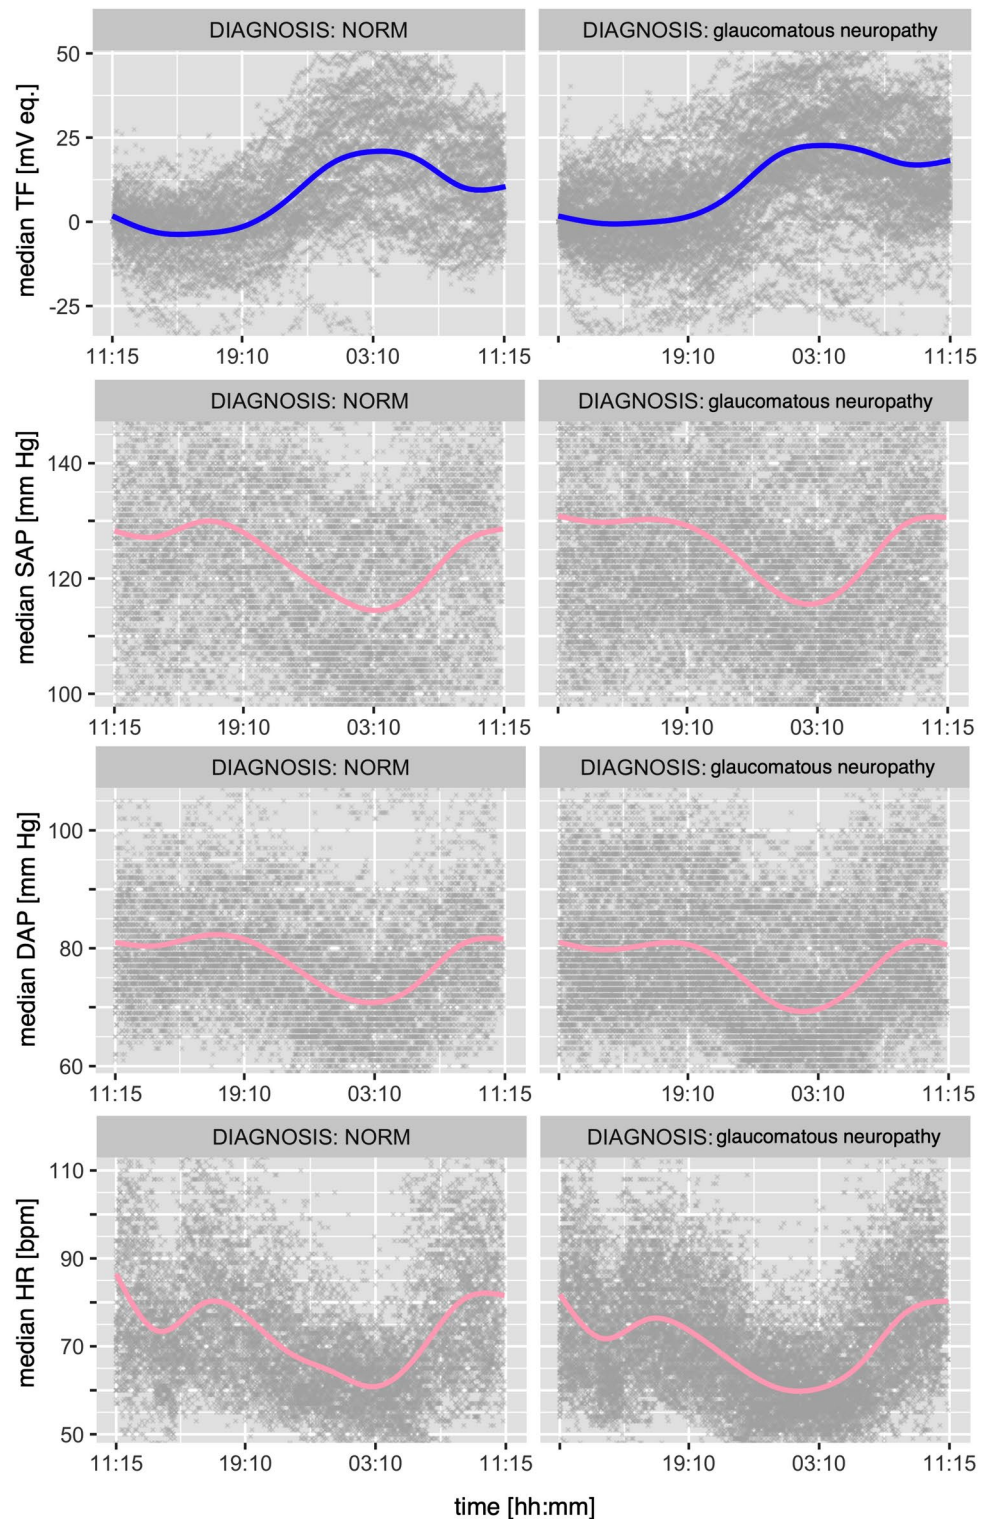 DIAGNOSIS: NORM
DIAGNOSIS: glaucomatous neuropathy
median TF [mV eq.]
50
25
0
-25
11:15 19:10 03:10 11:15
19:10 03:10 11:15
DIAGNOSIS: NORM
DIAGNOSIS: glaucomatous neuropathy
median SAP [mm Hg]
140
120
100
11:15 19:10 03:10 11:15
19:10 03:10 11:15
DIAGNOSIS: NORM
DIAGNOSIS: glaucomatous neuropathy
median DAP [mm Hg]
100
80
60
11:15 19:10 03:10 11:15
19:10 03:10 11:15
DIAGNOSIS: NORM
DIAGNOSIS: glaucomatous neuropathy
median HR [bpm]
110
90
70
50
11:15 19:10 03:10 11:15
19:10 03:10 11:15
time [hh:mm]